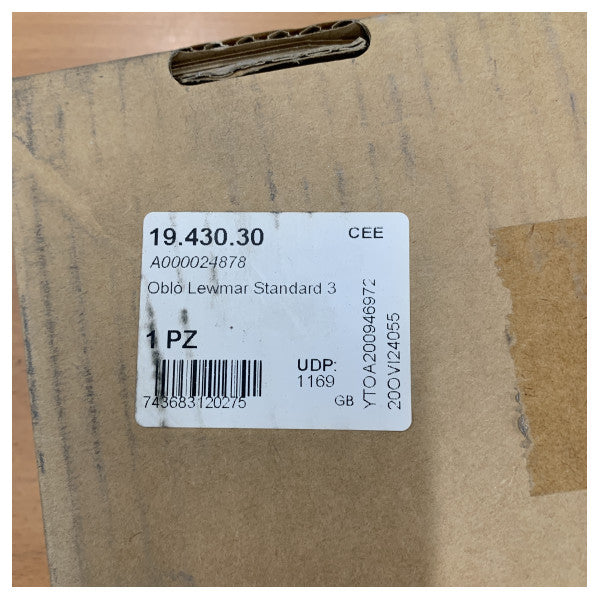 19.430.30 CEE
A000024878
Oblò Lewmar Standard 3
1 PZ
UDP:
1169
743683120275
GB
YTOA200946972
20OVI24055